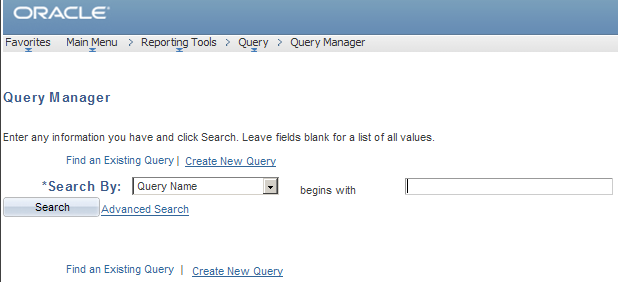 ORACLE
Favorites Main Menu > Reporting Tools > Query > Query Manager
Query Manager
Enter any information you have and click Search. Leave fields blank for a list of all values.
Find an Existing Query | Create New Query
*Search By: Query Name begins with
Search Advanced Search
Find an Existing Query | Create New Query